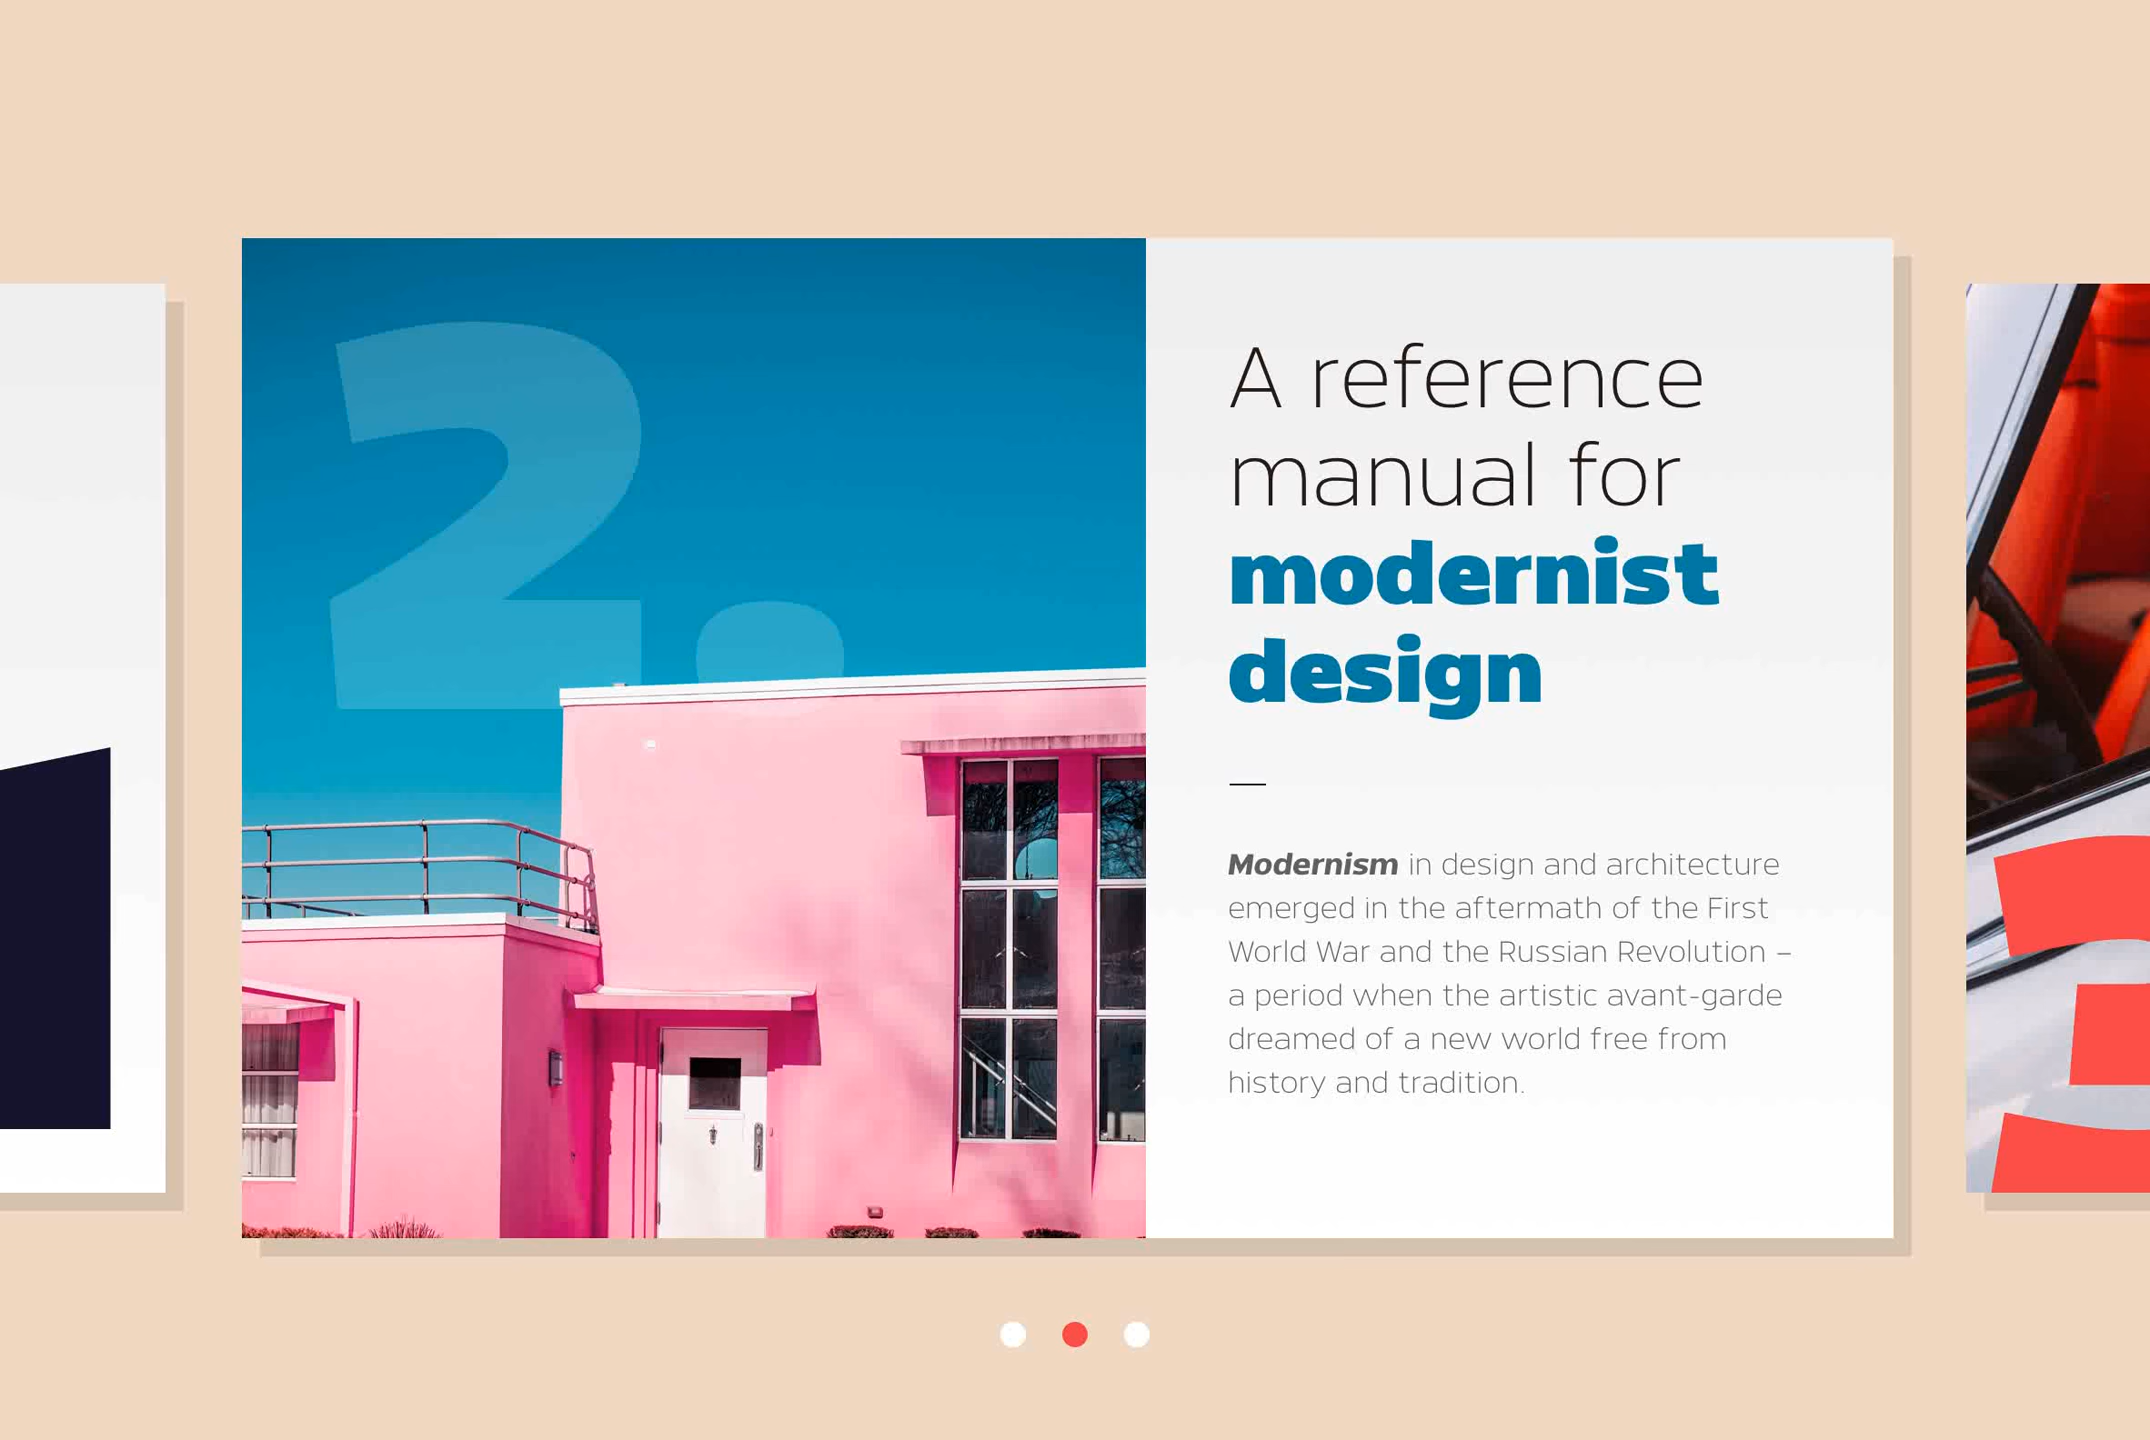 2.
A reference
manual for
modernist
design
—
Modernism in design and architecture
emerged in the aftermath of the First
World War and the Russian Revolution –
a period when the artistic avant-garde
dreamed of a new world free from
history and tradition.